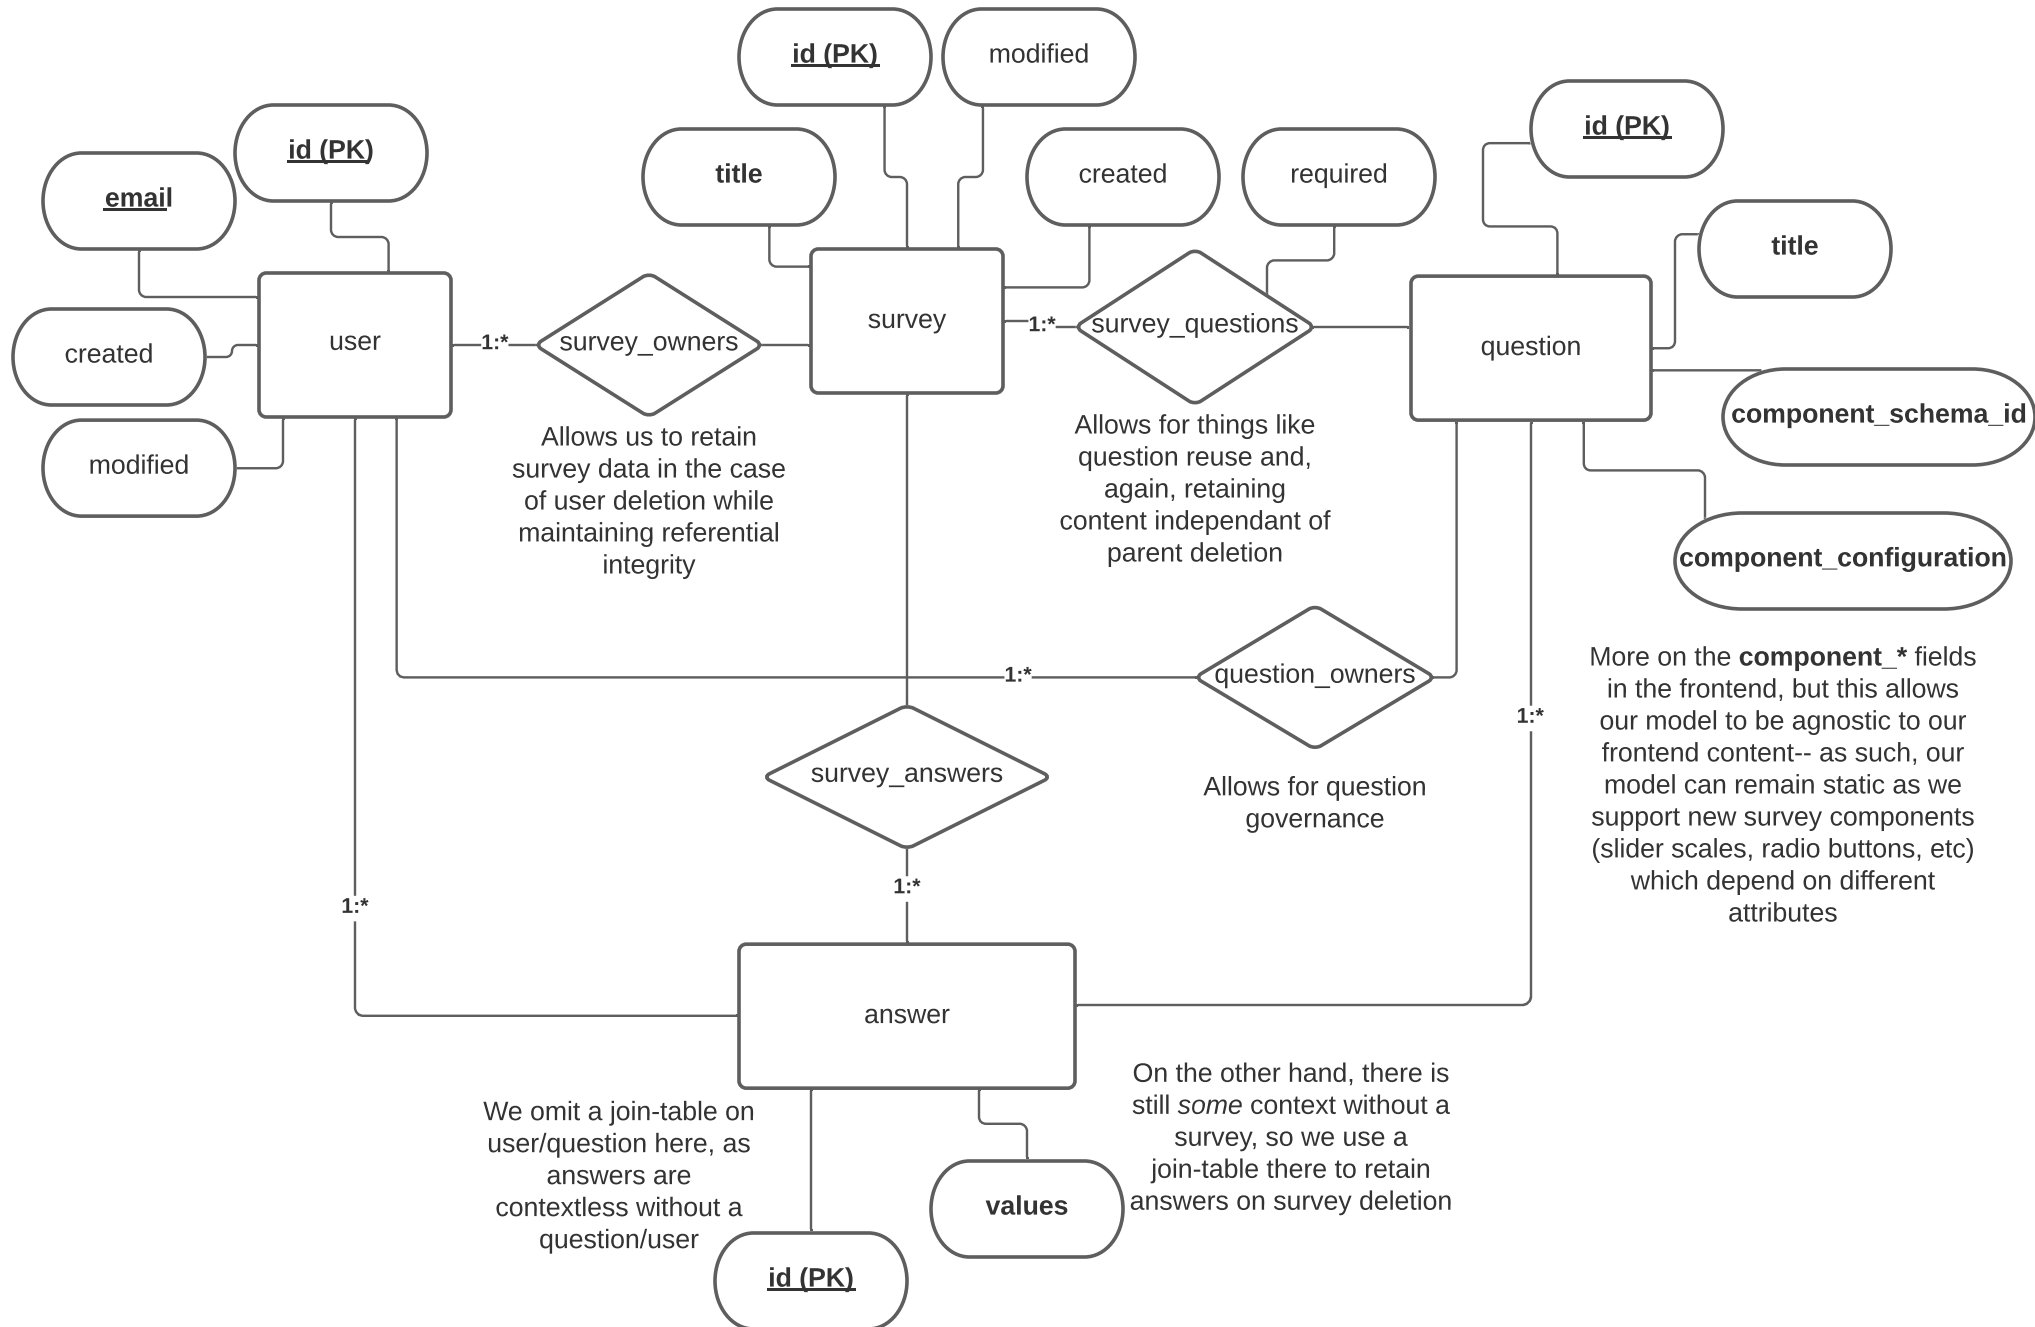 id (PK)
modified
id (PK)
id (PK)
title
created
required
email
title
survey
user
1:*
survey_owners
1:*
survey_questions
question
created
component_schema_id
modified
Allows us to retain
survey data in the case
of user deletion while
maintaining referential
integrity
Allows for things like
question reuse and,
again, retaining
content independant of
parent deletion
component_configuration
1:*
question_owners
More on the component_* fields
in the frontend, but this allows
our model to be agnostic to our
frontend content-- as such, our
model can remain static as we
support new survey components
(slider scales, radio buttons, etc)
which depend on different
attributes
1:*
survey_answers
Allows for question
governance
1:*
1:*
answer
We omit a join-table on
user/question here, as
answers are
contextless without a
question/user
On the other hand, there is
still some context without a
survey, so we use a
join-table there to retain
answers on survey deletion
values
id (PK)